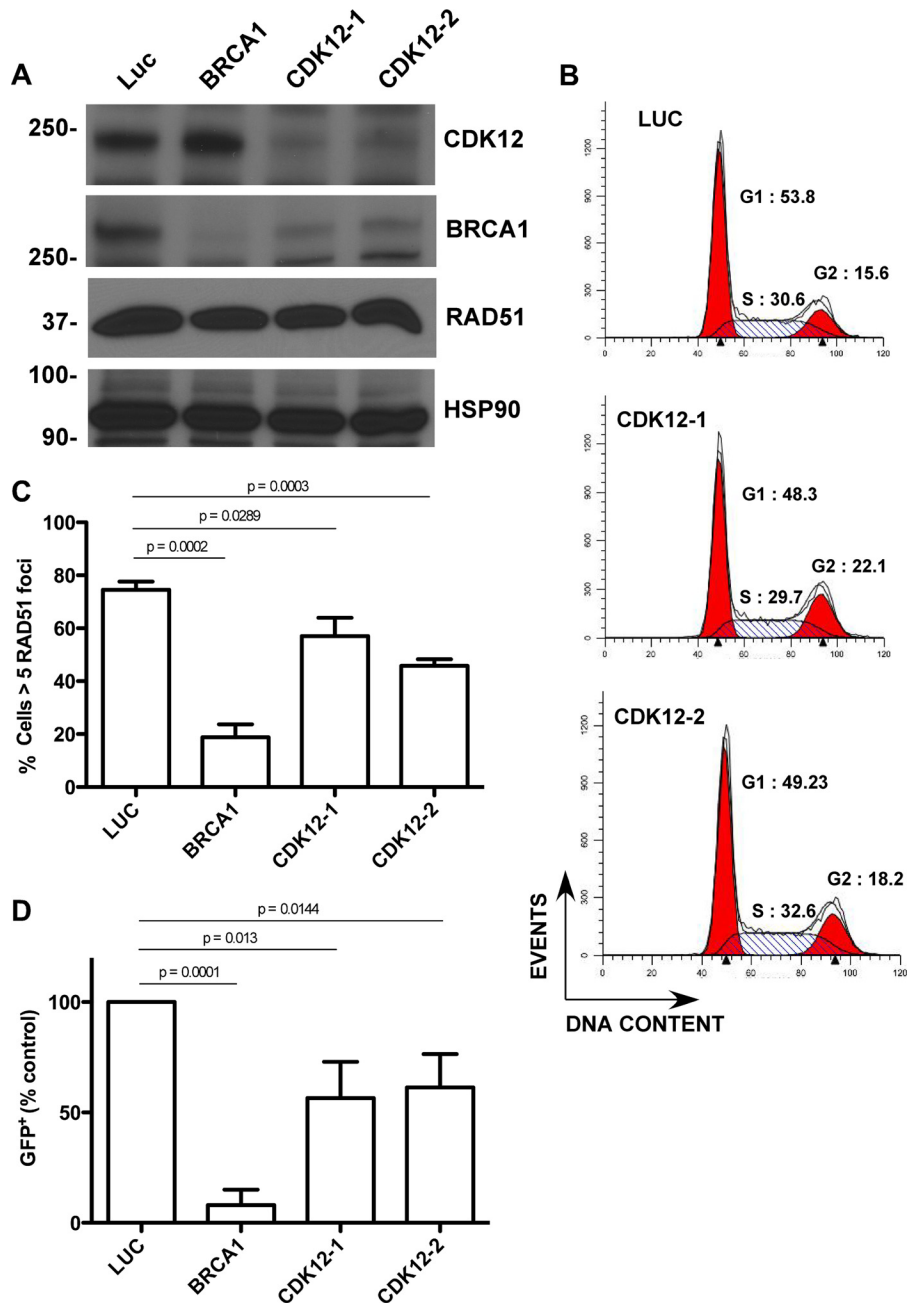 A
Luc
BRCA1
CDK12-1
CDK12-2
250-
CDK12
BRCA1
250-
37-
RAD51
100-
HSP90
90-
B
LUC
G1 : 53.8
G2 : 15.6
S : 30.6
1200
900
600
300
0
0 20 40 60 80 100 120
CDK12-1
G1 : 48.3
G2 : 22.1
S : 29.7
1200
900
600
300
0
0 20 40 60 80 100 120
CDK12-2
G1 : 49.23
G2 : 18.2
S : 32.6
1200
900
600
300
0
0 20 40 60 80 100 120
EVENTS
DNA CONTENT
C
p = 0.0003
p = 0.0289
p = 0.0002
% Cells > 5 RAD51 foci
100
80
60
40
20
0
LUC
BRCA1
CDK12-1
CDK12-2
D
p = 0.0144
p = 0.013
p = 0.0001
GFP⁺ (% control)
100
50
0
LUC
BRCA1
CDK12-1
CDK12-2